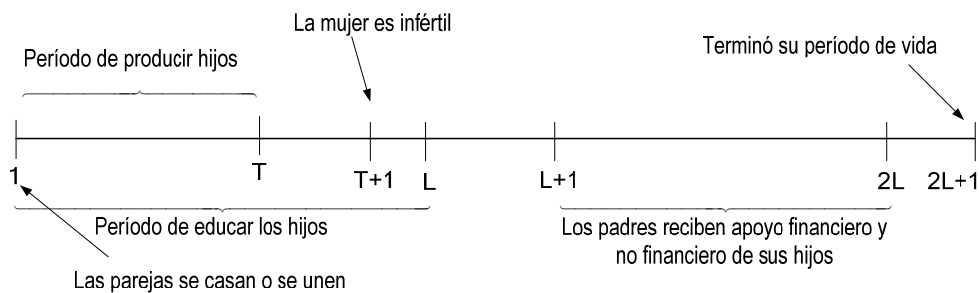 La mujer es infértil
Terminó su período de vida
Período de producir hijos
1
T
T+1
L
L+1
2L
2L+1
Período de educar los hijos
Los padres reciben apoyo financiero y
no financiero de sus hijos
Las parejas se casan o se unen